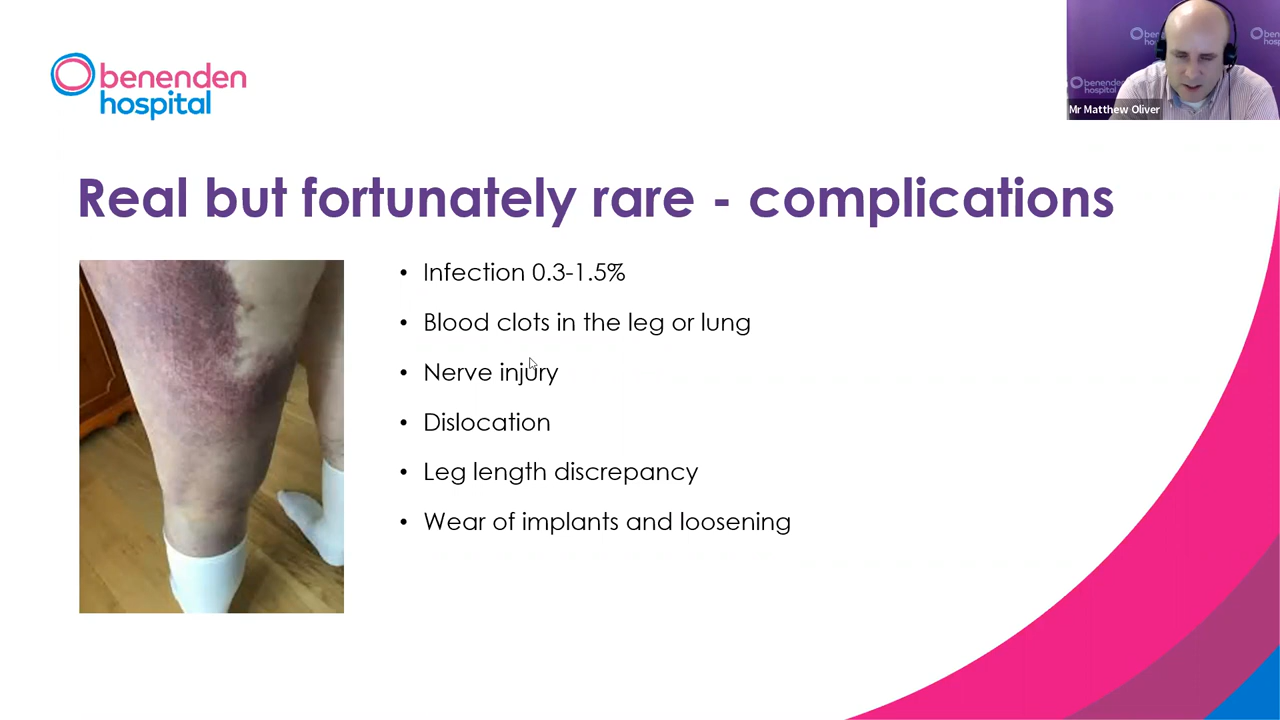 benenden
hospital
Mr Matthew Oliver
Real but fortunately rare - complications
• Infection 0.3-1.5%
• Blood clots in the leg or lung
• Nerve injury
• Dislocation
• Leg length discrepancy
• Wear of implants and loosening